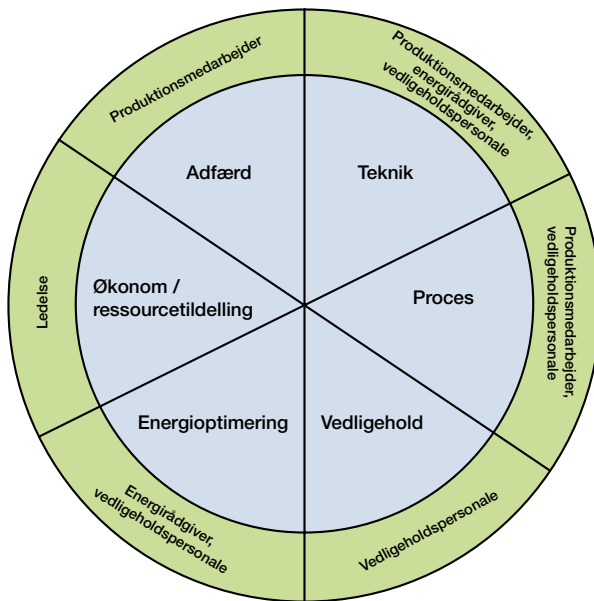 Produktionsmedarbejder
Produktionsmedarbejder,
energirådgiver,
vedligeholdspersonale
Adfærd
Teknik
Ledelse
Økonom /
ressourcetildelling
Proces
Produktionsmedarbejder,
vedligeholdspersonale
Energioptimering
Vedligehold
Energirådgiver,
vedligeholdspersonale
Vedligeholdspersonale